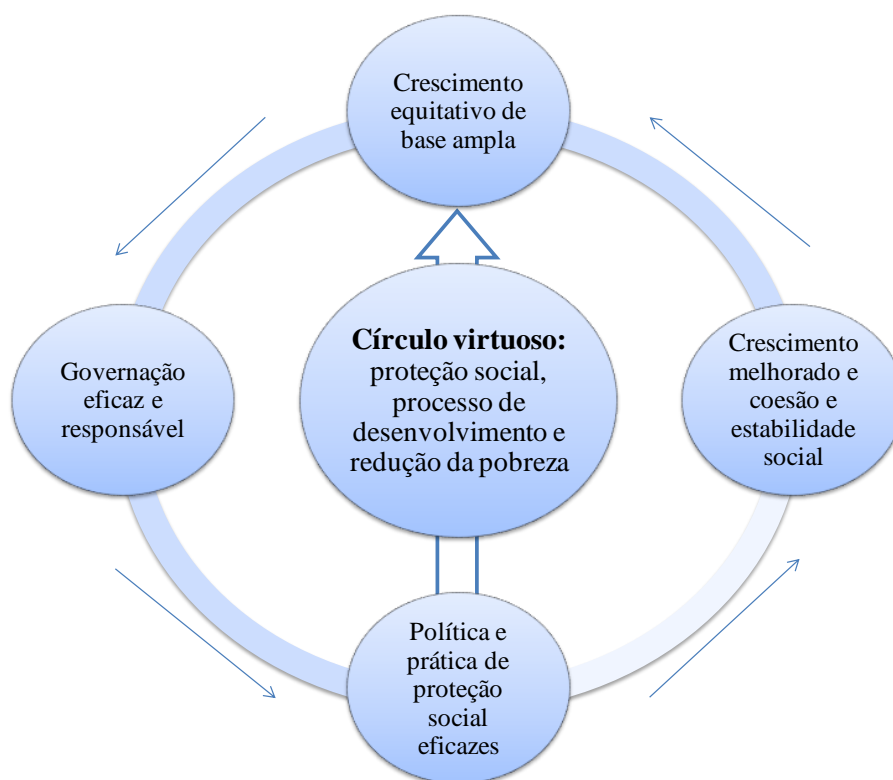 Crescimento
equitativo de
base ampla
Governação
eficaz e
responsável
Círculo virtuoso:
proteção social,
processo de
desenvolvimento e
redução da pobreza
Crescimento
melhorado e
coesão e
estabilidade
social
Política e
prática de
proteção
social
eficazes